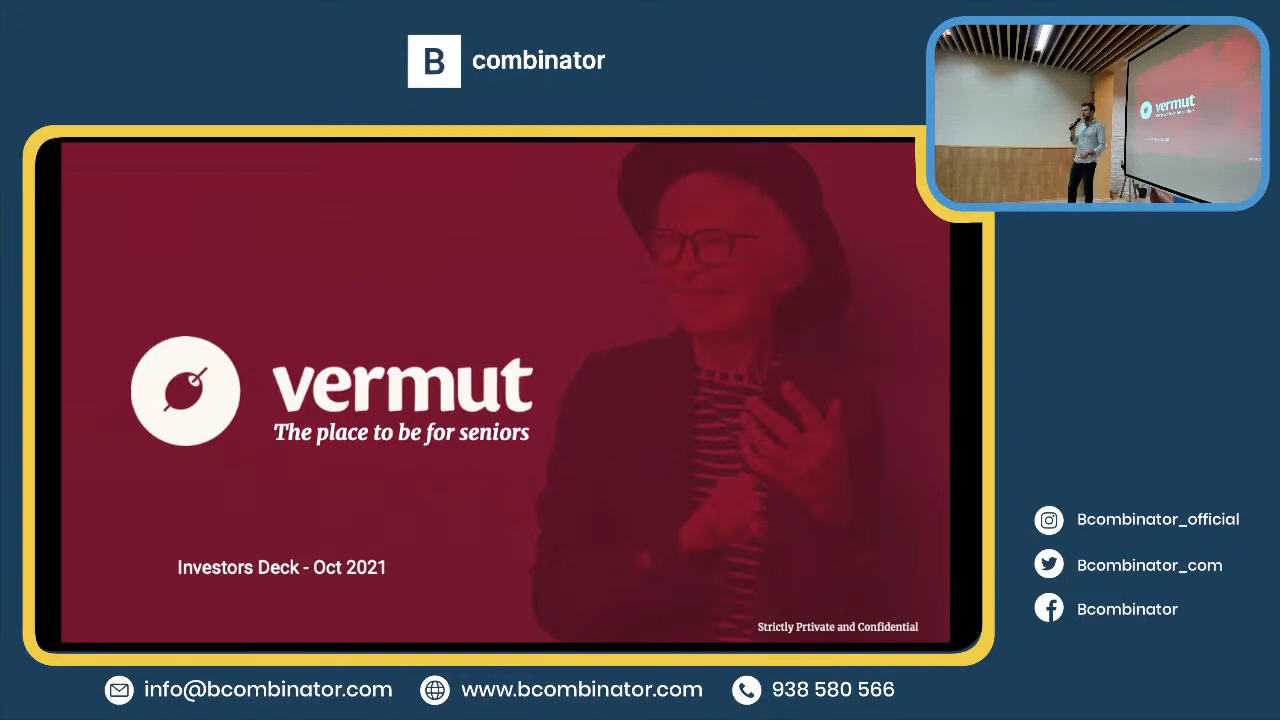 B combinator
vermut
vermut
The place to be for seniors
Investors Deck - Oct 2021
Strictly Prtivate and Confidential
Bcombinator_official
Bcombinator_com
Bcombinator
info@bcombinator.com
www.bcombinator.com
938 580 566